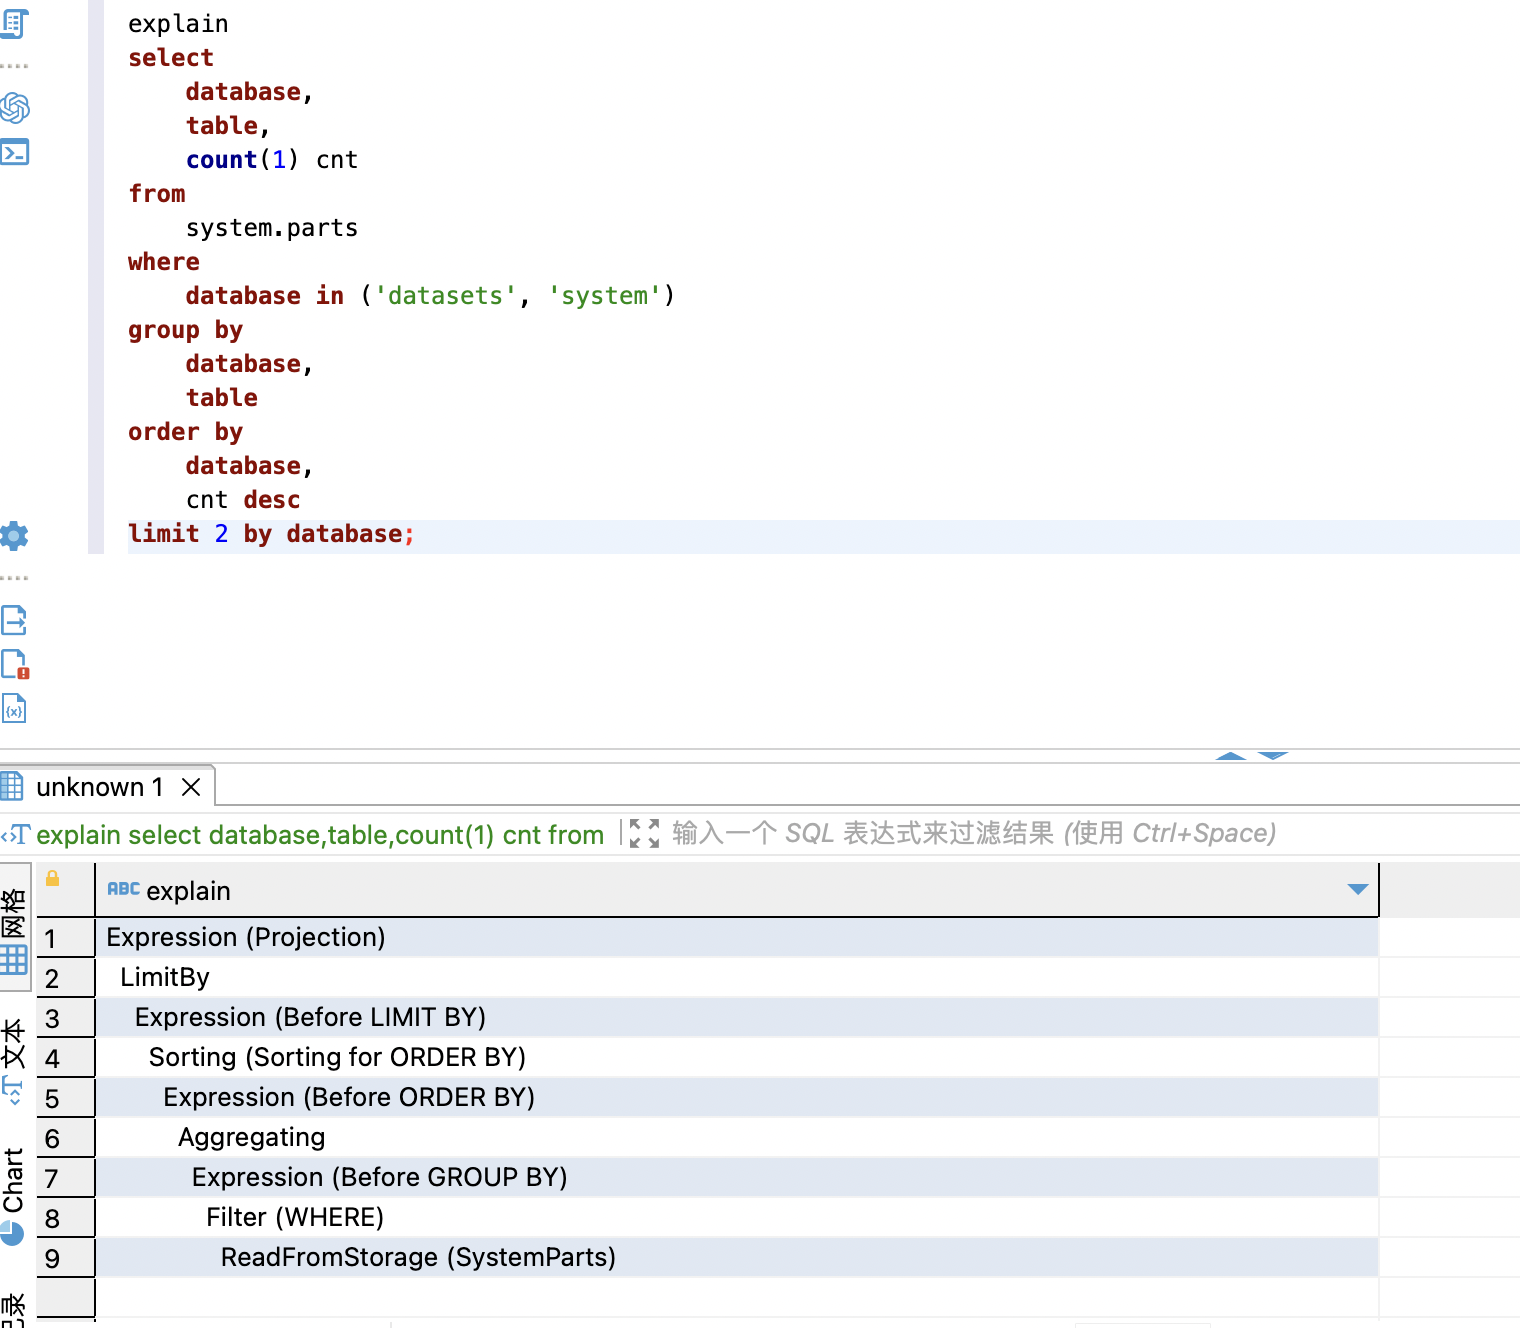 explain
select
database,
table,
count(1) cnt
from
system.parts
where
database in ('datasets', 'system')
group by
database,
table
order by
database,
cnt desc
limit 2 by database;
unknown 1
explain select database,table,count(1) cnt from
输入一个 SQL 表达式来过滤结果 (使用 Ctrl+Space)
网格
文本
Chart
ABC explain
1 Expression (Projection)
2 LimitBy
3 Expression (Before LIMIT BY)
4 Sorting (Sorting for ORDER BY)
5 Expression (Before ORDER BY)
6 Aggregating
7 Expression (Before GROUP BY)
8 Filter (WHERE)
9 ReadFromStorage (SystemParts)